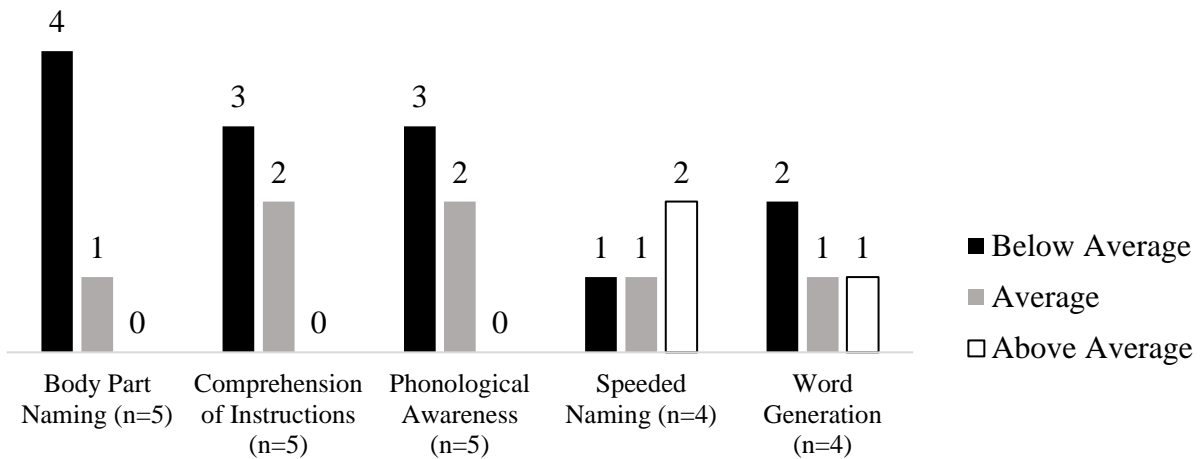 4
1
0
3
2
0
3
2
0
1
1
2
2
1
1
Below Average
Average
Above Average
Body Part
Naming (n=5)
Comprehension
of Instructions
(n=5)
Phonological
Awareness
(n=5)
Speeded
Naming (n=4)
Word
Generation
(n=4)